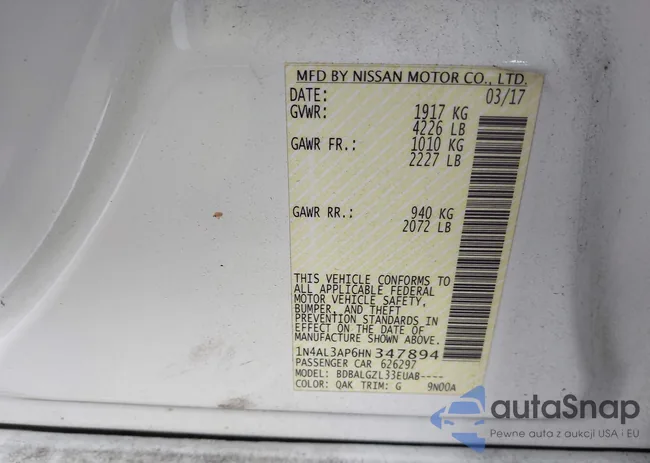 MFD BY NISSAN MOTOR CO., LTD.
DATE: 03/17
GVWR: 1917 KG
4226 LB
GAWR FR.: 1010 KG
2227 LB
GAWR RR.: 940 KG
2072 LB
THIS VEHICLE CONFORMS TO
ALL APPLICABLE FEDERAL
MOTOR VEHICLE SAFETY,
BUMPER, AND THEFT
PREVENTION STANDARDS IN
EFFECT ON THE DATE OF
MANUFACTURE SHOWN ABOVE.
1N4AL3AP6HN347894
PASSENGER CAR 626297
MODEL: BDBALGZL33EUAB----
COLOR: QAK TRIM: G 9N00A
autaSnap
Pewne auta z aukcji USA i EU